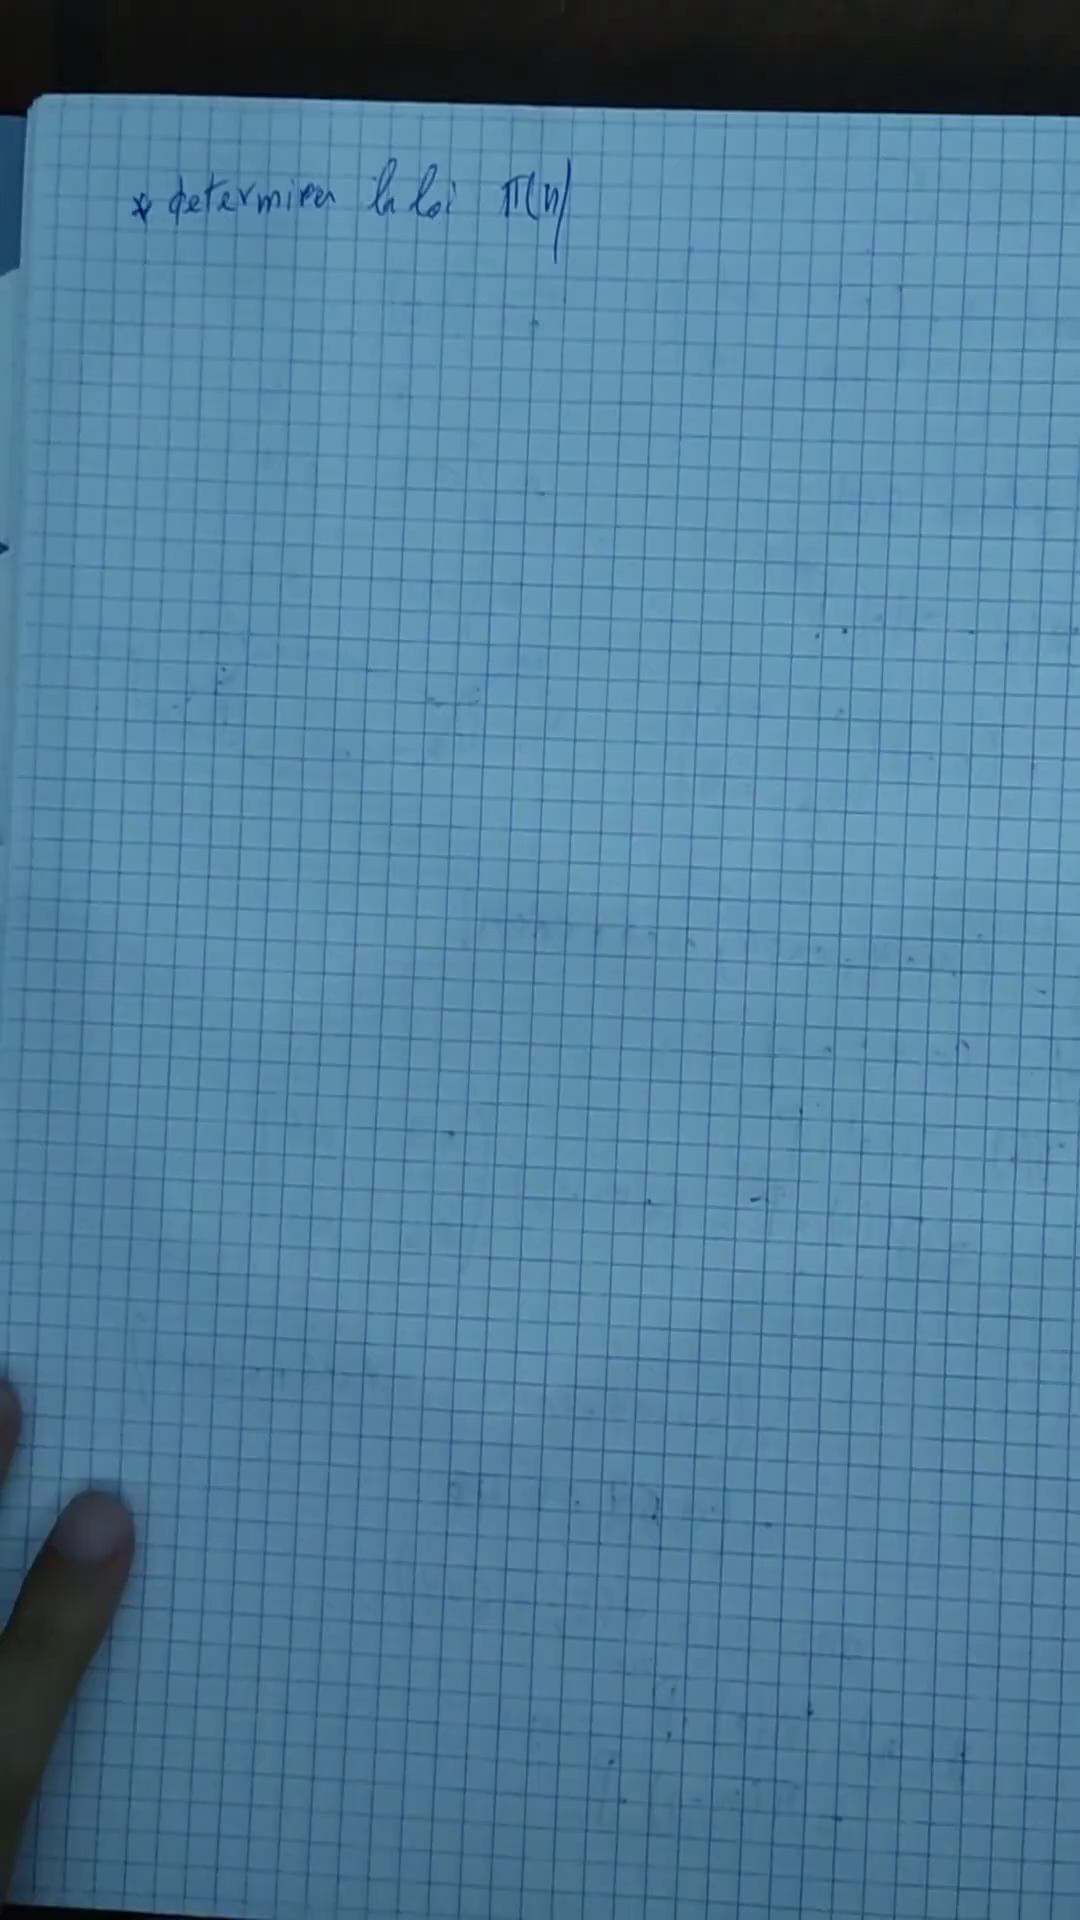 * determiner la loi π(n)